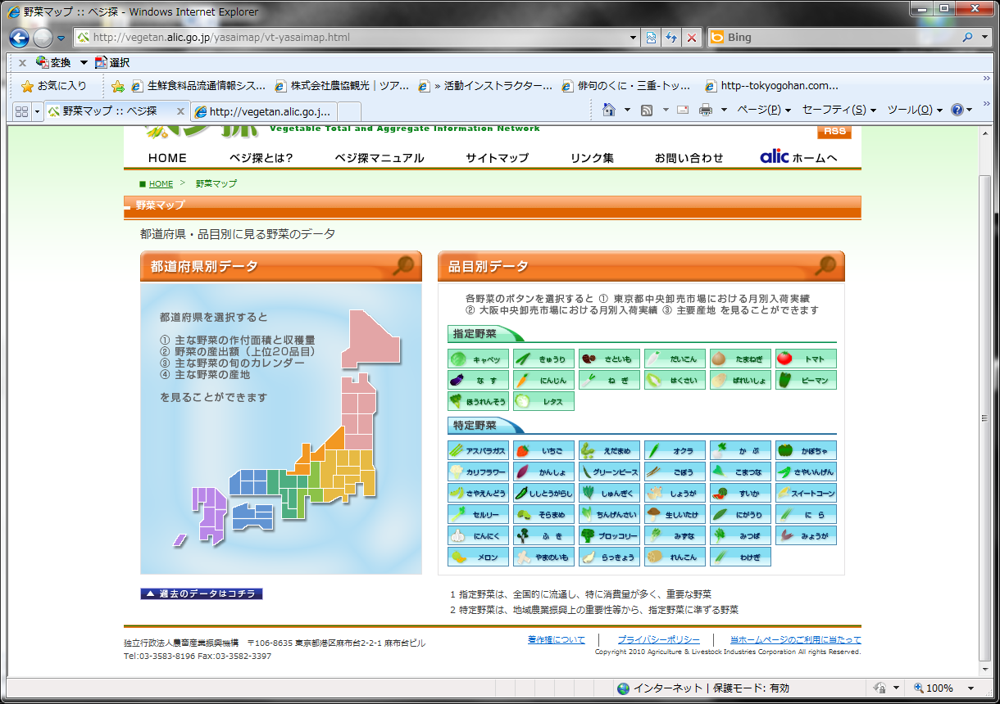 野菜マップ :: ベジ探 - Windows Internet Explorer
http://vegetan.alic.go.jp/yasaimap/vt-yasaimap.html
Bing
x 変換 選択
お気に入り 生鮮食料品流通情報シス... 株式会社農協観光｜ツア... » 活動インストラクター... 俳句のくに・三重-トッ... http--tokyogohan.com...
野菜マップ :: ベジ探 http://vegetan.alic.go.j... ページ(P) セーフティ(S) ツール(O)
ベジ探 Vegetable Total and Aggregate Information Network RSS
HOME ベジ探とは? ベジ探マニュアル サイトマップ リンク集 お問い合わせ alic ホームへ
HOME > 野菜マップ
野菜マップ
都道府県・品目別に見る野菜のデータ
都道府県別データ
都道府県を選択すると
① 主な野菜の作付面積と収穫量
② 野菜の産出額（上位20品目）
③ 主な野菜の旬のカレンダー
④ 主な野菜の産地
を見ることができます
▲ 過去のデータはコチラ
品目別データ
各野菜のボタンを選択すると ① 東京都中央卸売市場における月別入荷実績
② 大阪中央卸売市場における月別入荷実績 ③ 主要産地 を見ることができます
指定野菜
キャベツ きゅうり さといも だいこん たまねぎ トマト
なす にんじん ねぎ はくさい ばれいしょ ピーマン
ほうれんそう レタス
特定野菜
アスパラガス いちご えだまめ オクラ かぶ かぼちゃ
カリフラワー かんしょ グリーンピース ごぼう こまつな さやいんげん
さやえんどう ししとうがらし しゅんぎく しょうが すいか スイートコーン
セルリー そらまめ ちんげんさい 生しいたけ にがうり にら
にんにく ふき ブロッコリー みずな みつば みょうが
メロン やまのいも らっきょう れんこん わけぎ
1 指定野菜は、全国的に流通し、特に消費量が多く、重要な野菜
2 特定野菜は、地域農業振興上の重要性等から、指定野菜に準ずる野菜
独立行政法人農畜産業振興機構 〒106-8635 東京都港区麻布台2-2-1 麻布台ビル
Tel:03-3583-8196 Fax:03-3582-3397
著作権について | プライバシーポリシー | 当ホームページのご利用に当たって
Copyright 2010 Agriculture & Livestock Industries Corporation All rights Reserved.
インターネット | 保護モード: 有効 100%